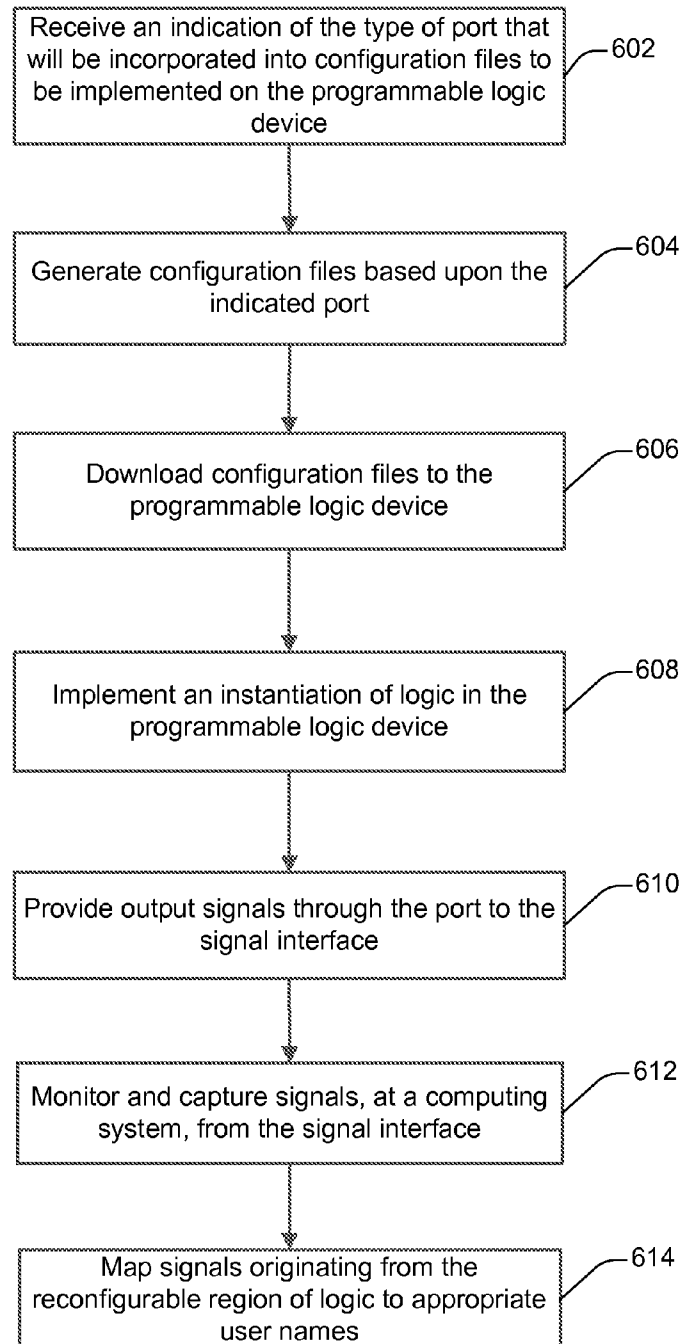 Receive an indication of the type of port that
will be incorporated into configuration files to
be implemented on the programmable logic
device
602
604
Generate configuration files based upon the
indicated port
606
Download configuration files to the
programmable logic device
608
Implement an instantiation of logic in the
programmable logic device
610
Provide output signals through the port to the
signal interface
612
Monitor and capture signals, at a computing
system, from the signal interface
614
Map signals originating from the
reconfigurable region of logic to appropriate
user names